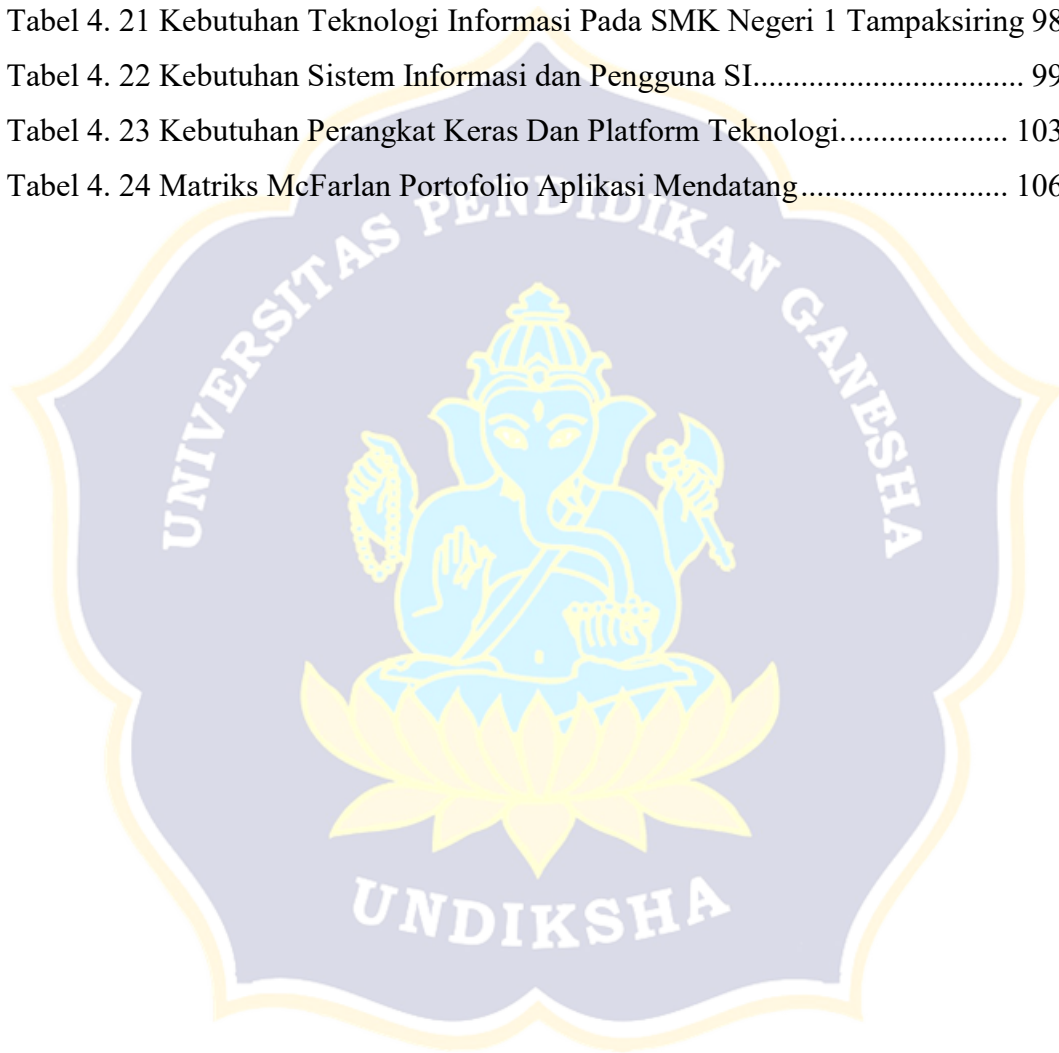 Tabel 4. 21 Kebutuhan Teknologi Informasi Pada SMK Negeri 1 Tampaksiring 98
Tabel 4. 22 Kebutuhan Sistem Informasi dan Pengguna SI................................. 99
Tabel 4. 23 Kebutuhan Perangkat Keras Dan Platform Teknologi..................... 103
Tabel 4. 24 Matriks McFarlan Portofolio Aplikasi Mendatang......................... 106
UNIVERSITAS PENDIDIKAN GANESHA
UNDIKSHA